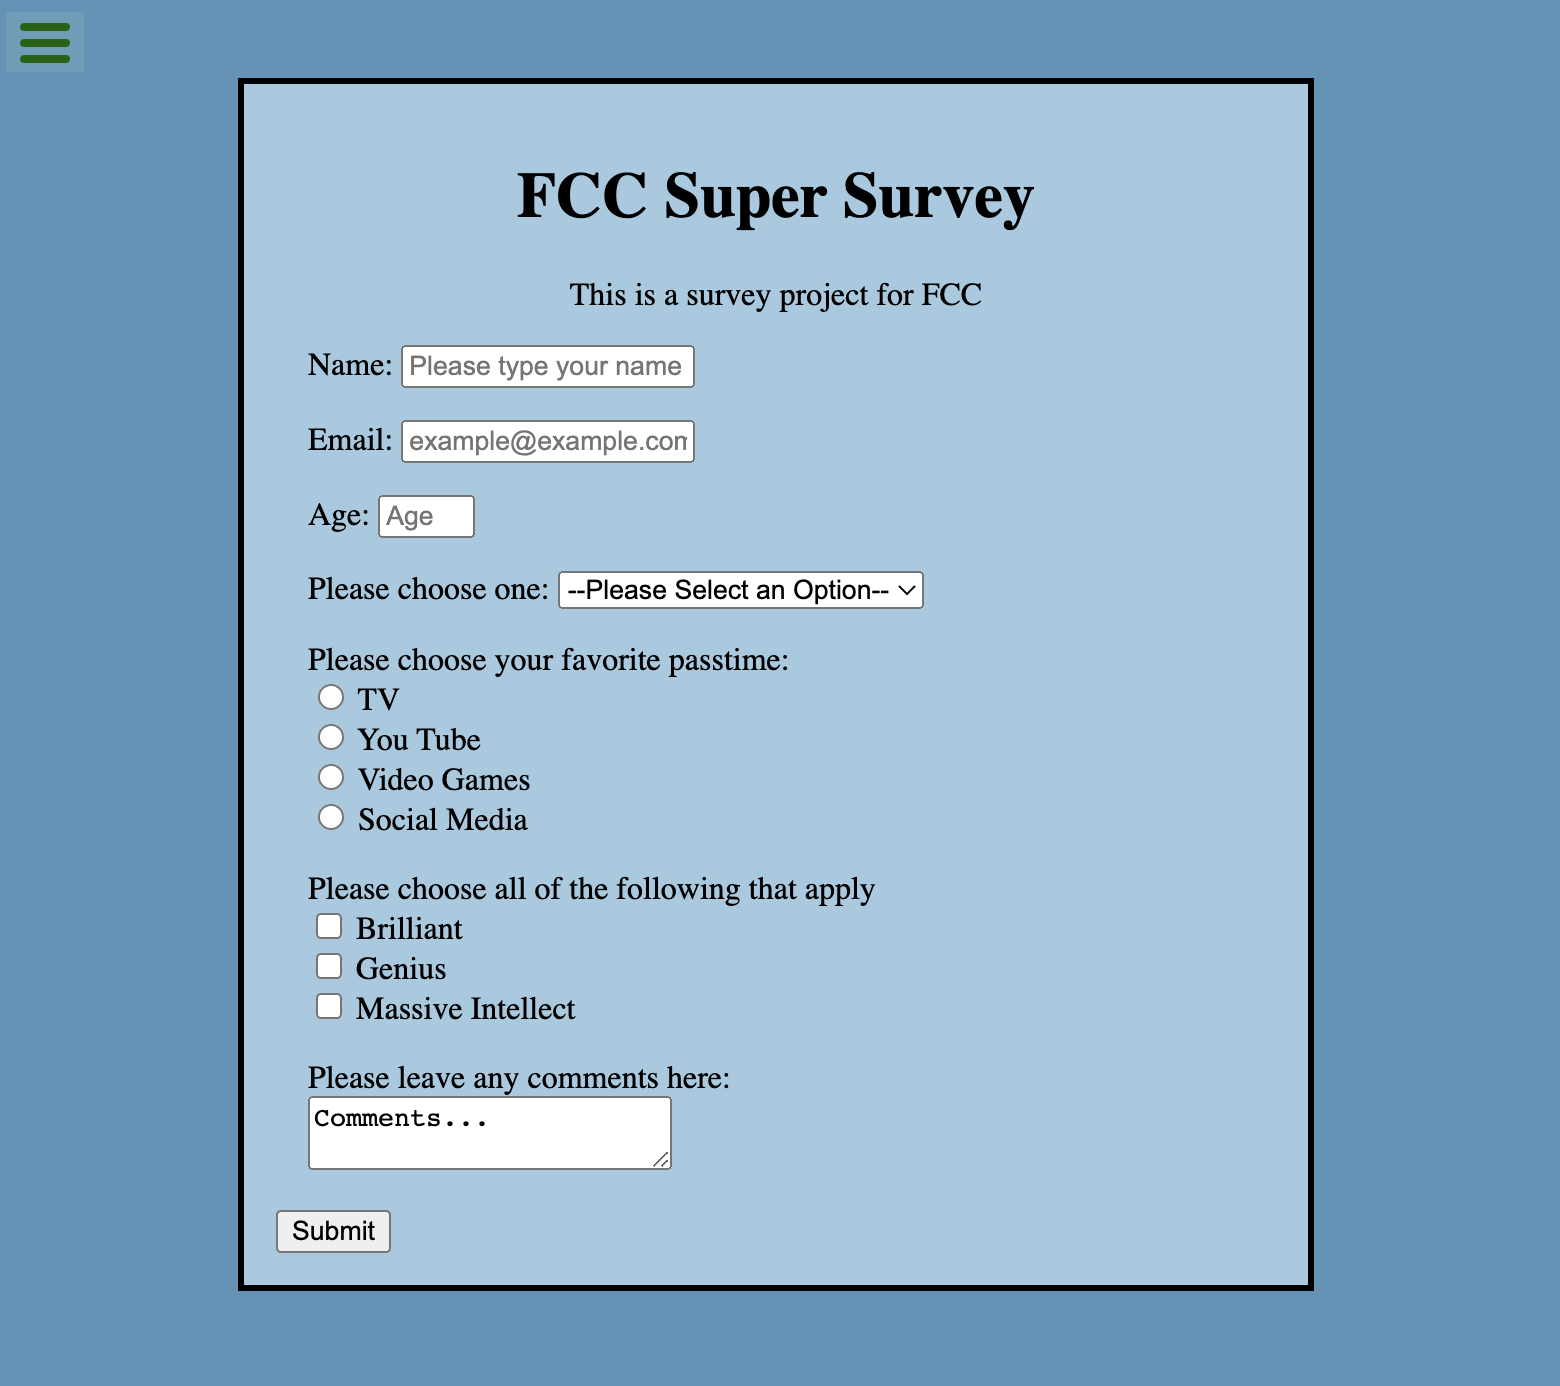 FCC Super Survey
This is a survey project for FCC
Name: Please type your name
Email: example@example.com
Age: Age
Please choose one: --Please Select an Option--
Please choose your favorite passtime:
TV
You Tube
Video Games
Social Media
Please choose all of the following that apply
Brilliant
Genius
Massive Intellect
Please leave any comments here:
Comments...
Submit